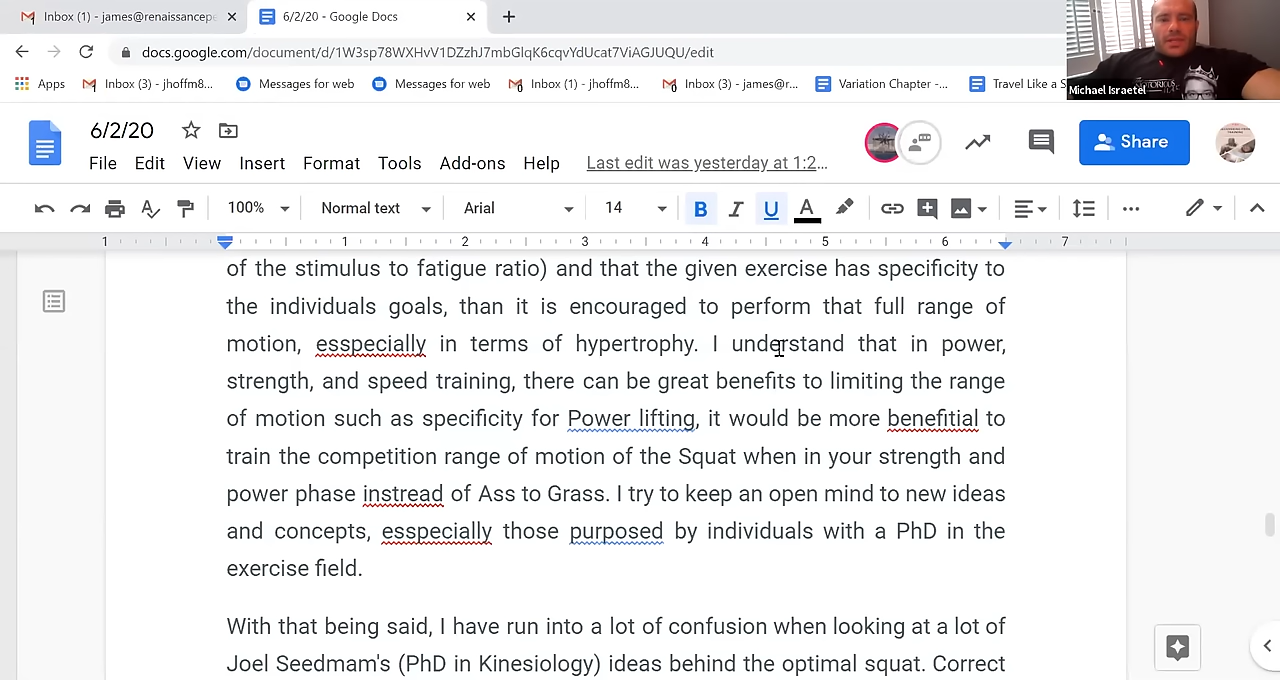 Inbox (1) - james@renaissancepe
6/2/20 - Google Docs
docs.google.com/document/d/1W3sp78WXHvV1DZzhJ7mbGlqK6cqvYdUcat7ViAGJUQU/edit
Apps
Inbox (3) - jhoffm8...
Messages for web
Messages for web
Inbox (1) - jhoffm8...
Inbox (3) - james@r...
Variation Chapter -...
Travel Like a S
Michael Israetel
6/2/20
File Edit View Insert Format Tools Add-ons Help
Last edit was yesterday at 1:2...
Share
100% Normal text Arial 14 B I U A
1 1 2 3 4 5 6 7
of the stimulus to fatigue ratio) and that the given exercise has specificity to
the individuals goals, than it is encouraged to perform that full range of
motion, esspecially in terms of hypertrophy. I understand that in power,
strength, and speed training, there can be great benefits to limiting the range
of motion such as specificity for Power lifting, it would be more benefitial to
train the competition range of motion of the Squat when in your strength and
power phase instread of Ass to Grass. I try to keep an open mind to new ideas
and concepts, esspecially those purposed by individuals with a PhD in the
exercise field.
With that being said, I have run into a lot of confusion when looking at a lot of
Joel Seedmam's (PhD in Kinesiology) ideas behind the optimal squat. Correct